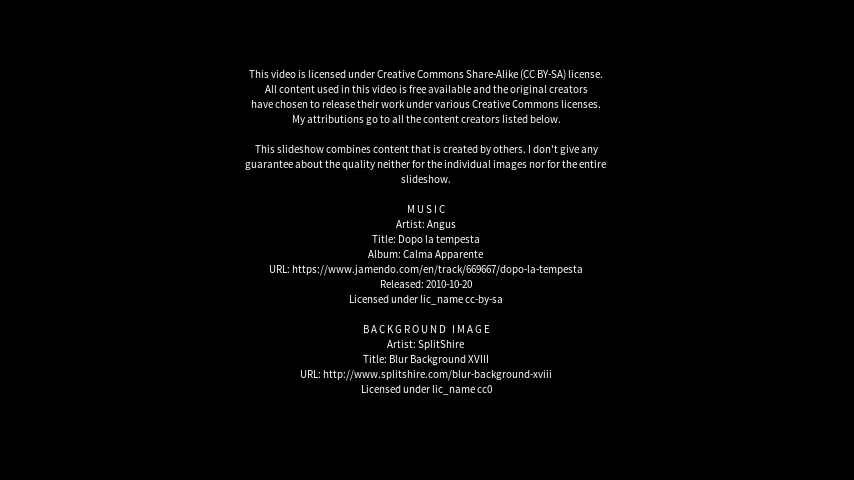 This video is licensed under Creative Commons Share-Alike (CC BY-SA) license.
All content used in this video is free available and the original creators
have chosen to release their work under various Creative Commons licenses.
My attributions go to all the content creators listed below.
This slideshow combines content that is created by others. I don't give any
guarantee about the quality neither for the individual images nor for the entire
slideshow.
MUSIC
Artist: Angus
Title: Dopo la tempesta
Album: Calma Apparente
URL: https://www.jamendo.com/en/track/669667/dopo-la-tempesta
Released: 2010-10-20
Licensed under lic_name cc-by-sa
BACKGROUND IMAGE
Artist: SplitShire
Title: Blur Background XVIII
URL: http://www.splitshire.com/blur-background-xviii
Licensed under lic_name cc0